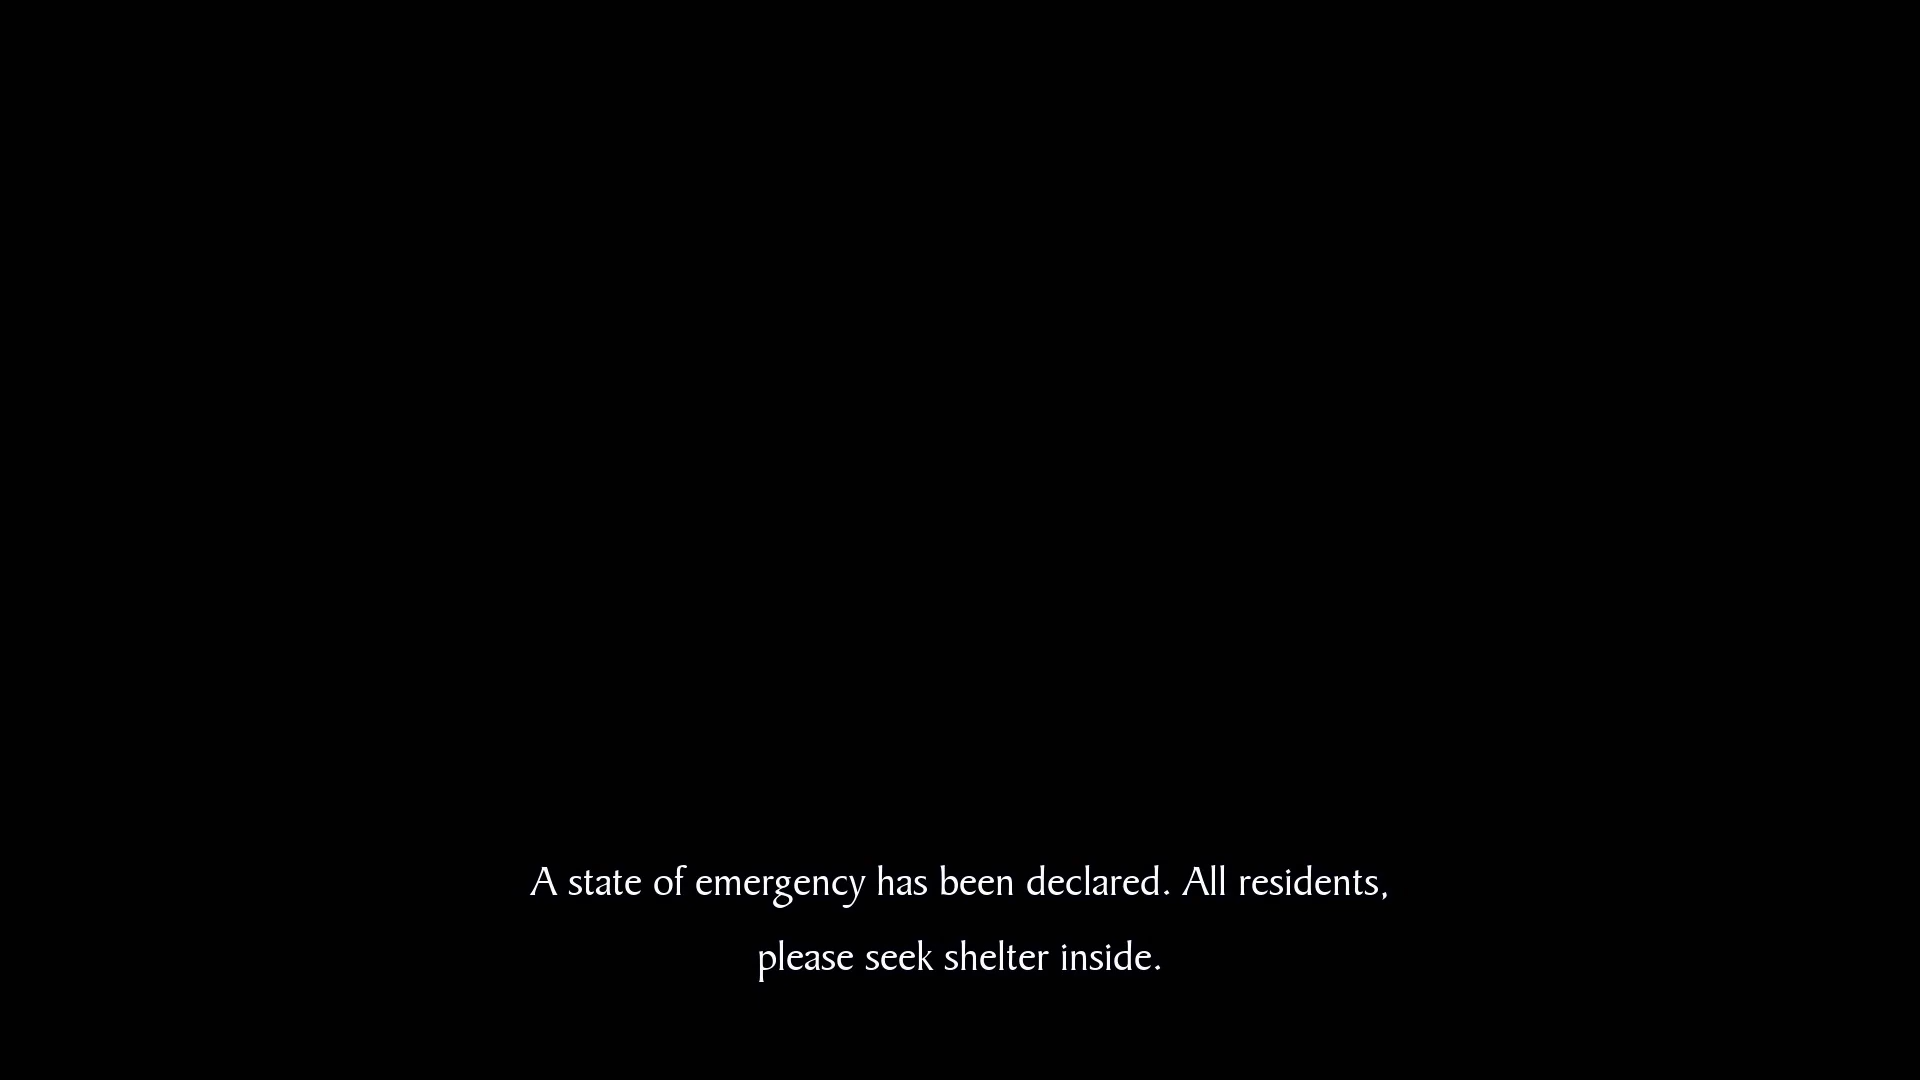 A state of emergency has been declared. All residents,
please seek shelter inside.